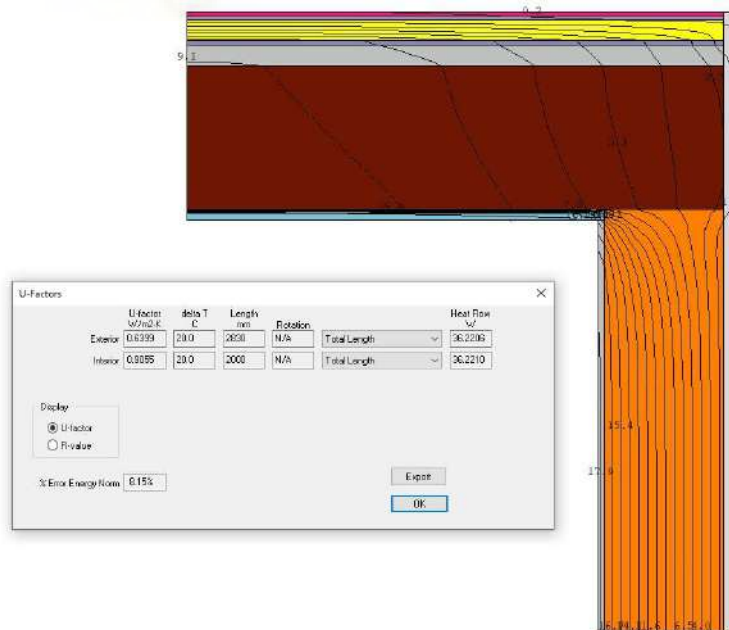 9.7
9.1
U-Factors
U-factor delta T Length Heat Flow
W/m2-K C mm Rotation W
Exterior 0.6399 20.0 2830 N/A Total Length 36.2206
Interior 0.9055 20.0 2000 N/A Total Length 36.2210
Display
U-factor
R-value
% Error Energy Norm 8.15%
Export
OK
15.4
17.9